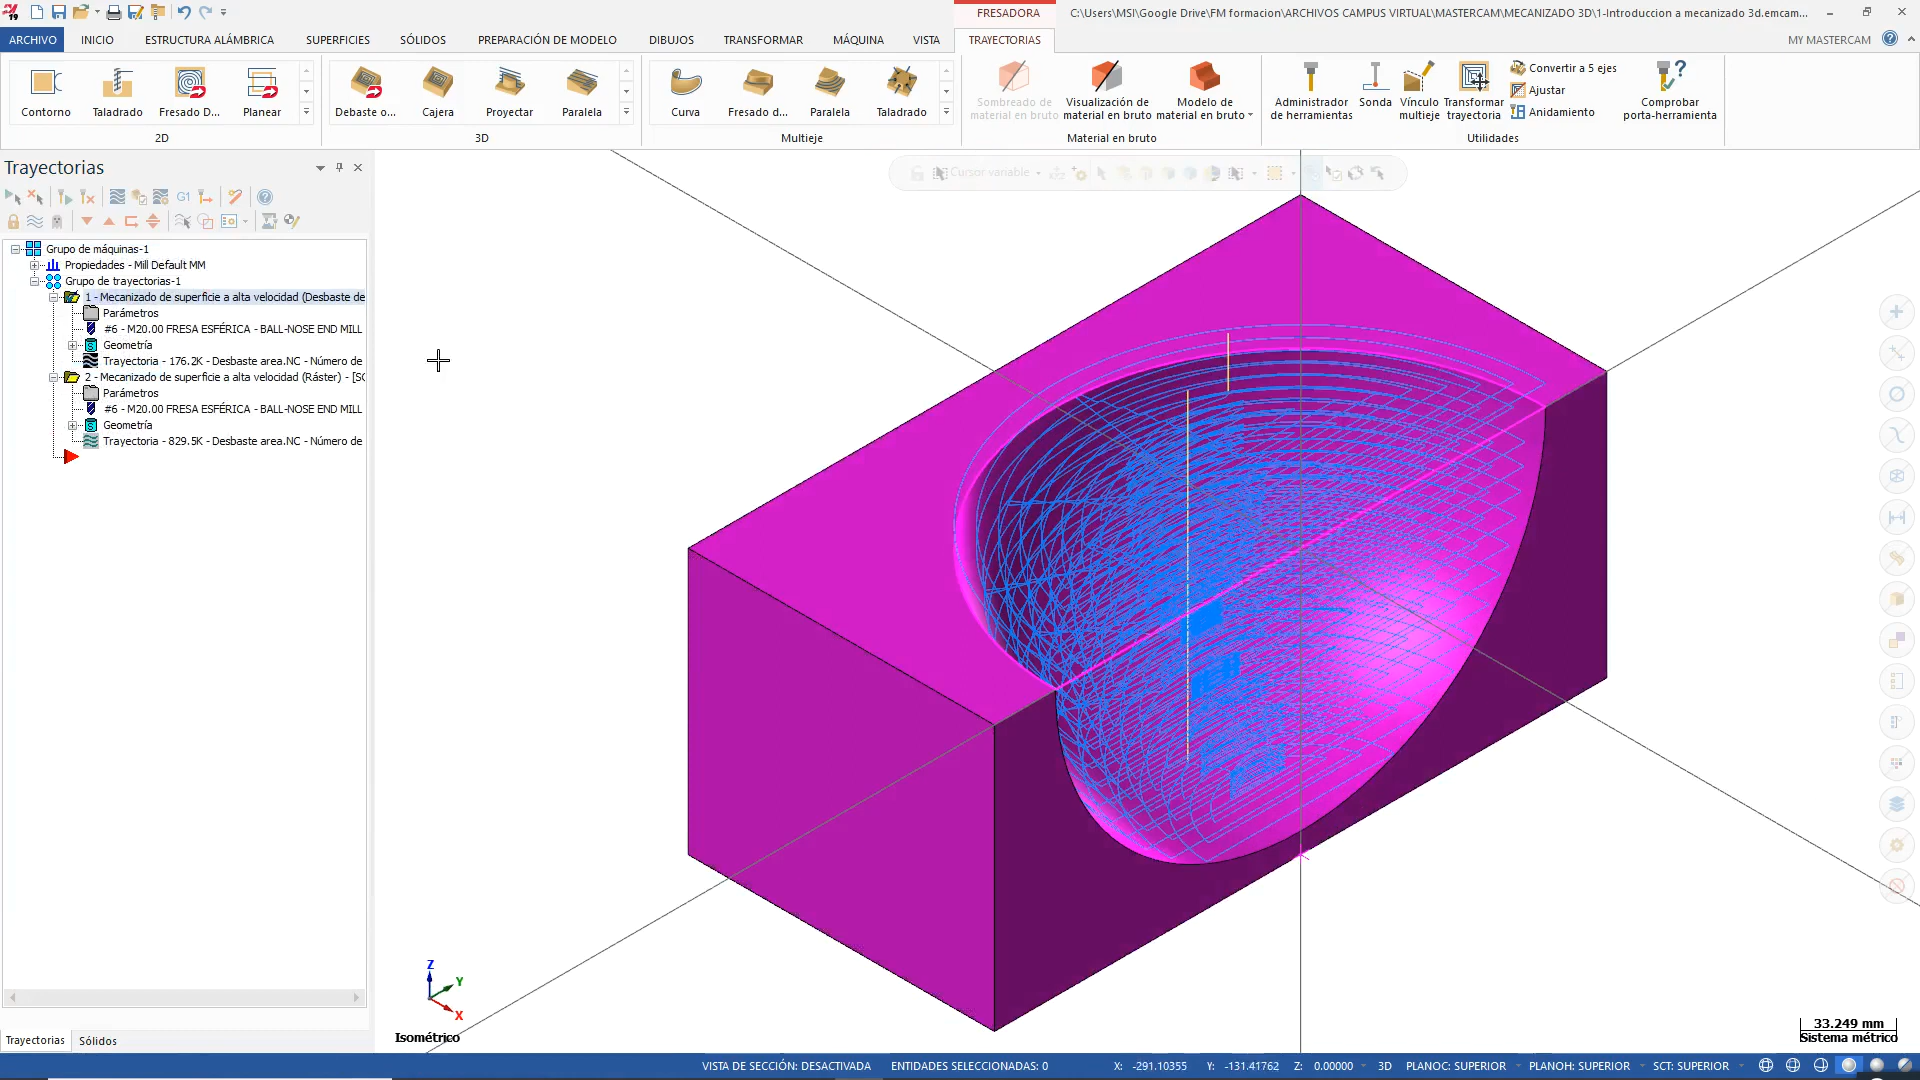 FRESADORA
C:\Users\MSI\Google Drive\FM formacion\ARCHIVOS CAMPUS VIRTUAL\MASTERCAM\MECANIZADO 3D\1-Introduccion a mecanizado 3d.emcam...
ARCHIVO INICIO ESTRUCTURA ALÁMBRICA SUPERFICIES SÓLIDOS PREPARACIÓN DE MODELO DIBUJOS TRANSFORMAR MÁQUINA VISTA TRAYECTORIAS MY MASTERCAM
Contorno Taladrado Fresado D... Planear
2D
Debaste o... Cajera Proyectar Paralela
3D
Curva Fresado d... Paralela Taladrado
Multieje
Sombreado de material en bruto
Visualización de material en bruto
Modelo de material en bruto
Material en bruto
Administrador de herramientas
Sonda
Vínculo multieje
Transformar trayectoria
Convertir a 5 ejes
Ajustar
Anidamiento
Utilidades
Comprobar porta-herramienta
Trayectorias
G1
Cursor variable
Grupo de máquinas-1
Propiedades - Mill Default MM
Grupo de trayectorias-1
1 - Mecanizado de superficie a alta velocidad (Desbaste de
Parámetros
#6 - M20.00 FRESA ESFÉRICA - BALL-NOSE END MILL
Geometría
Trayectoria - 176.2K - Desbaste area.NC - Número de
2 - Mecanizado de superficie a alta velocidad (Ráster) - [SC
Parámetros
#6 - M20.00 FRESA ESFÉRICA - BALL-NOSE END MILL
Geometría
Trayectoria - 829.5K - Desbaste area.NC - Número de
Z
Y
X
Isométrico
33.249 mm
Sistema métrico
Trayectorias Sólidos
VISTA DE SECCIÓN: DESACTIVADA ENTIDADES SELECCIONADAS: 0 X: -291.10355 Y: -131.41762 Z: 0.00000 3D PLANOC: SUPERIOR PLANOH: SUPERIOR SCT: SUPERIOR